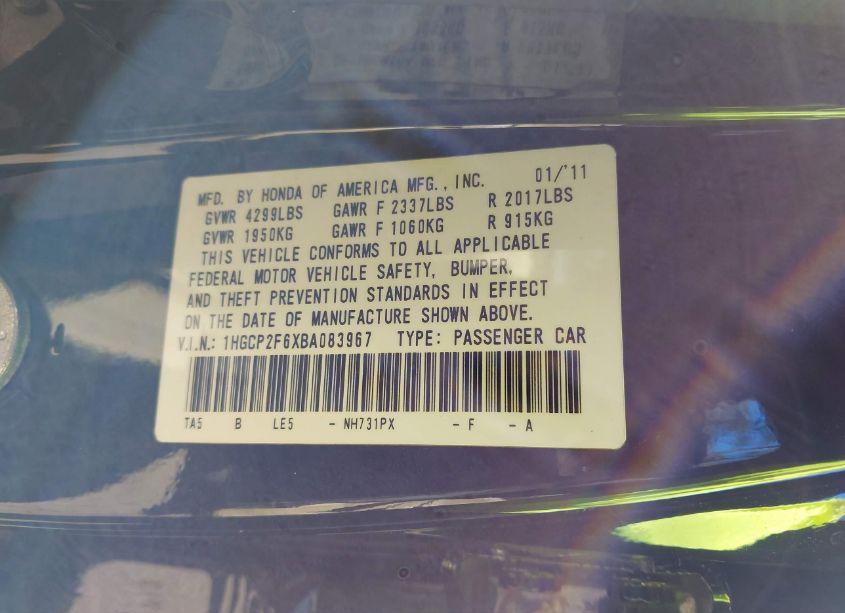 MFD. BY HONDA OF AMERICA MFG., INC. 01/'11
GVWR 4299LBS GAWR F 2337LBS R 2017LBS
GVWR 1950KG GAWR F 1060KG R 915KG
THIS VEHICLE CONFORMS TO ALL APPLICABLE
FEDERAL MOTOR VEHICLE SAFETY, BUMPER,
AND THEFT PREVENTION STANDARDS IN EFFECT
ON THE DATE OF MANUFACTURE SHOWN ABOVE.
V.I.N.: 1HGCP2F6XBA083967 TYPE: PASSENGER CAR
TA5 B LE5 - NH731PX - F - A